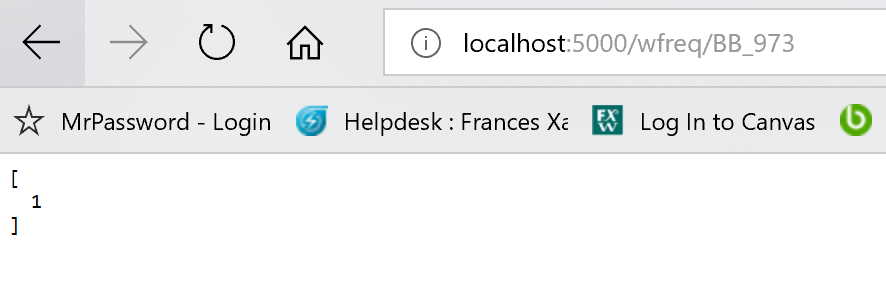 localhost:5000/wfreq/BB_973
MrPassword - Login Helpdesk : Frances Xa Log In to Canvas
[
1
]